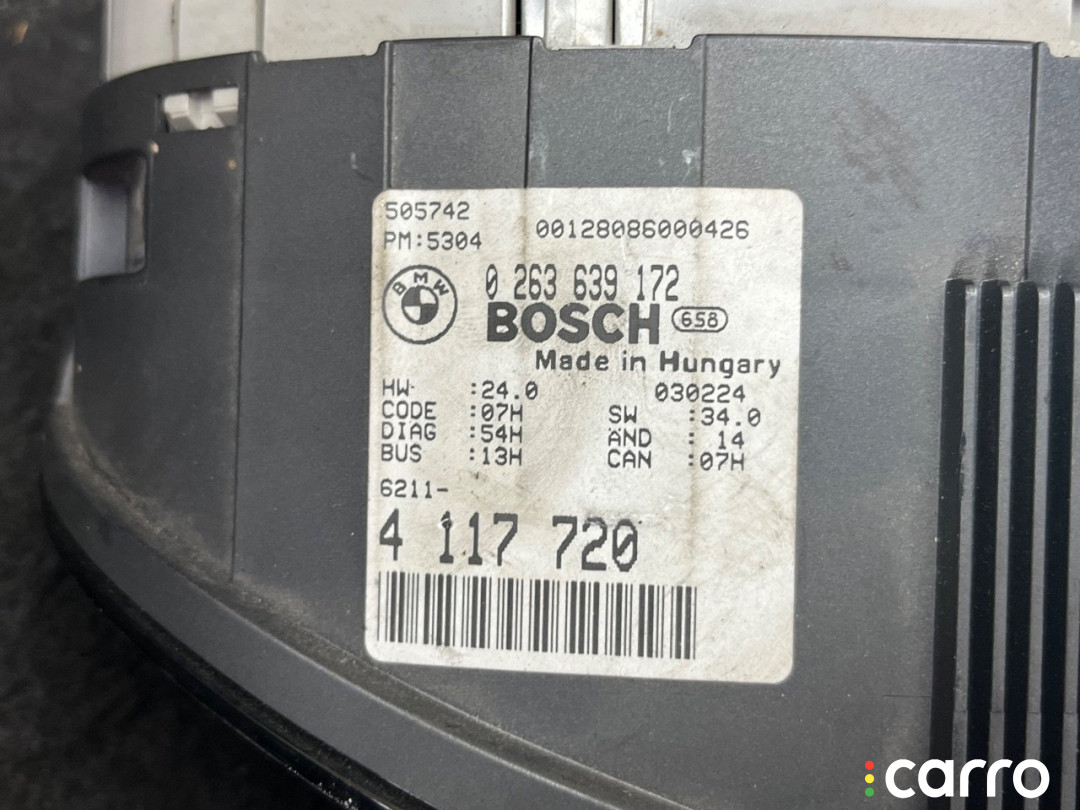 505742
PM:5304 00128086000426
BMW 0 263 639 172
BOSCH 658
Made in Hungary
HW :24.0 030224
CODE :07H SW :34.0
DIAG :54H ÄND : 14
BUS :13H CAN :07H
6211-
4 117 720
carro